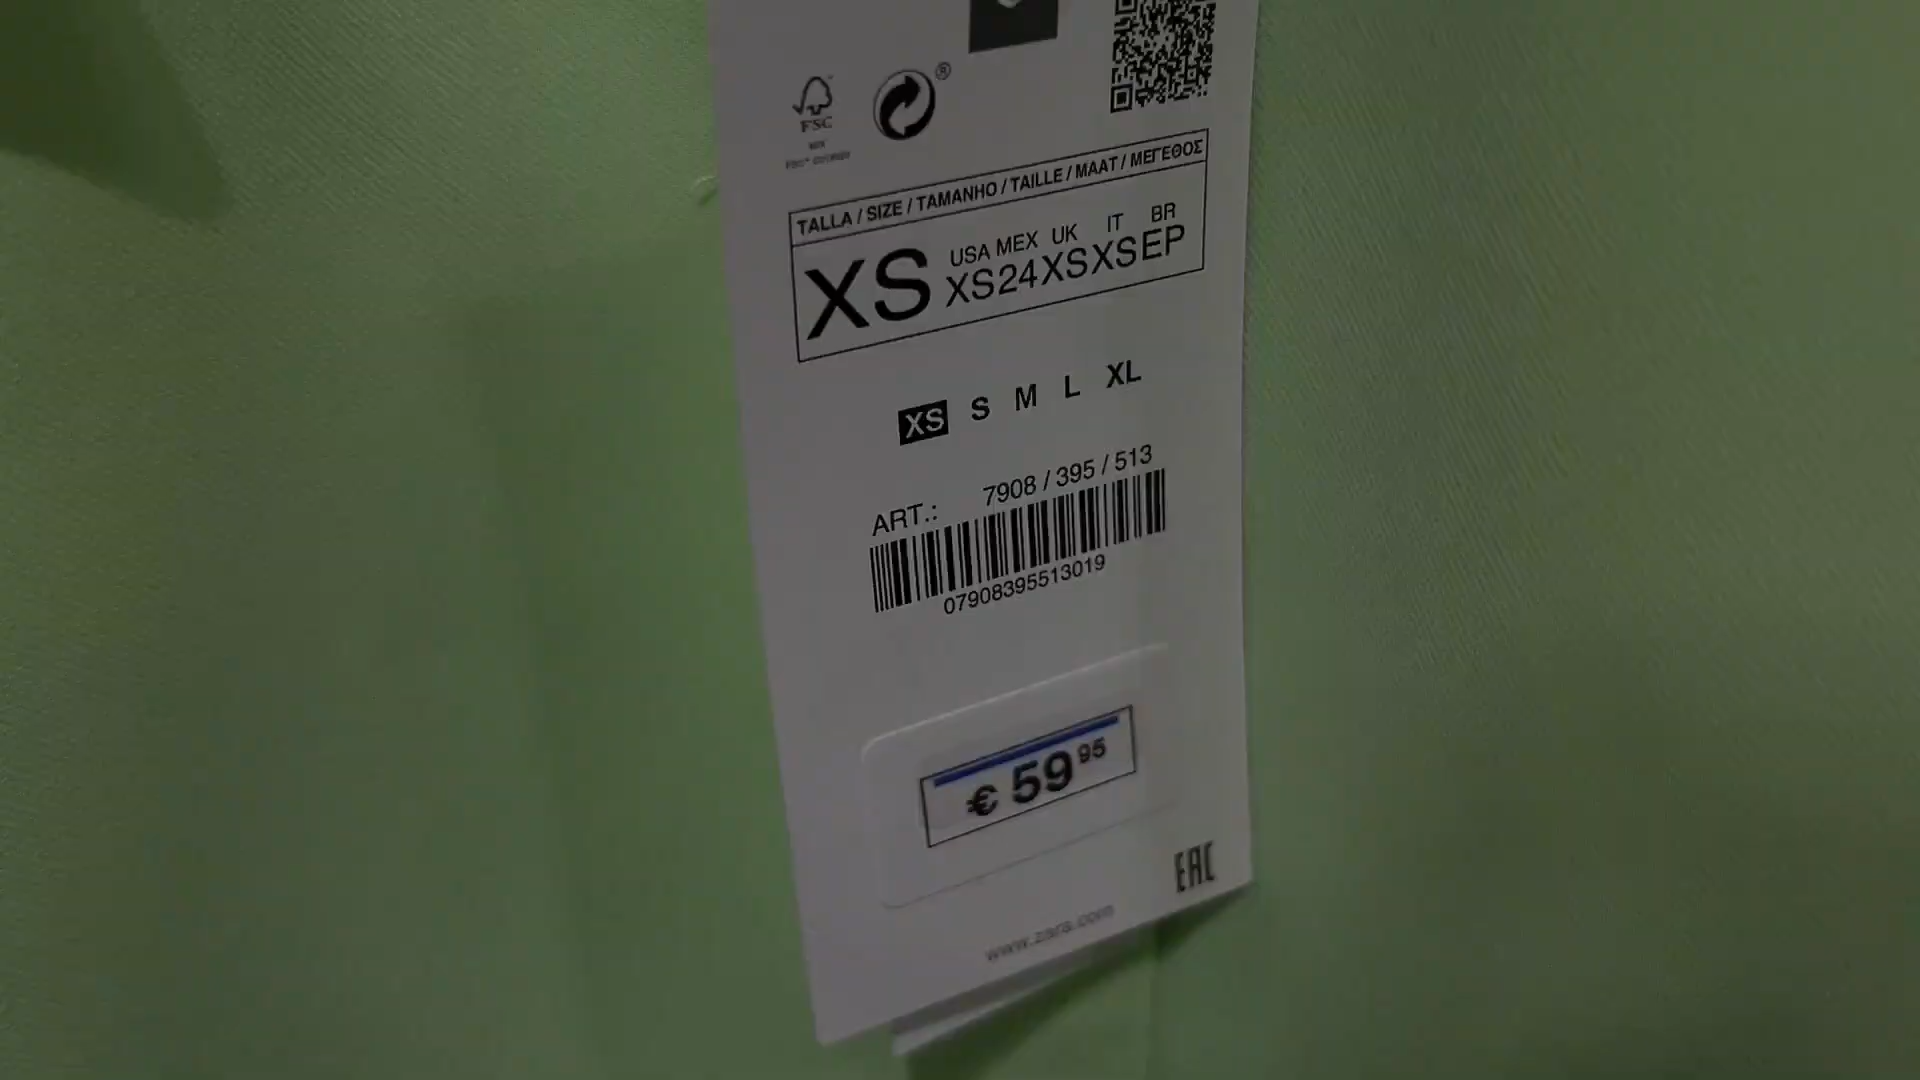 ®
FSC
MIX
TALLA / SIZE / TAMANHO / TAILLE / MAAT / ΜΕΓΕΘΟΣ
USA MEX UK IT BR
XS XS 24 XS XS EP
XS S M L XL
7908 / 395 / 513
ART.:
07908395513019
€ 59 95
EAC
www.zara.com